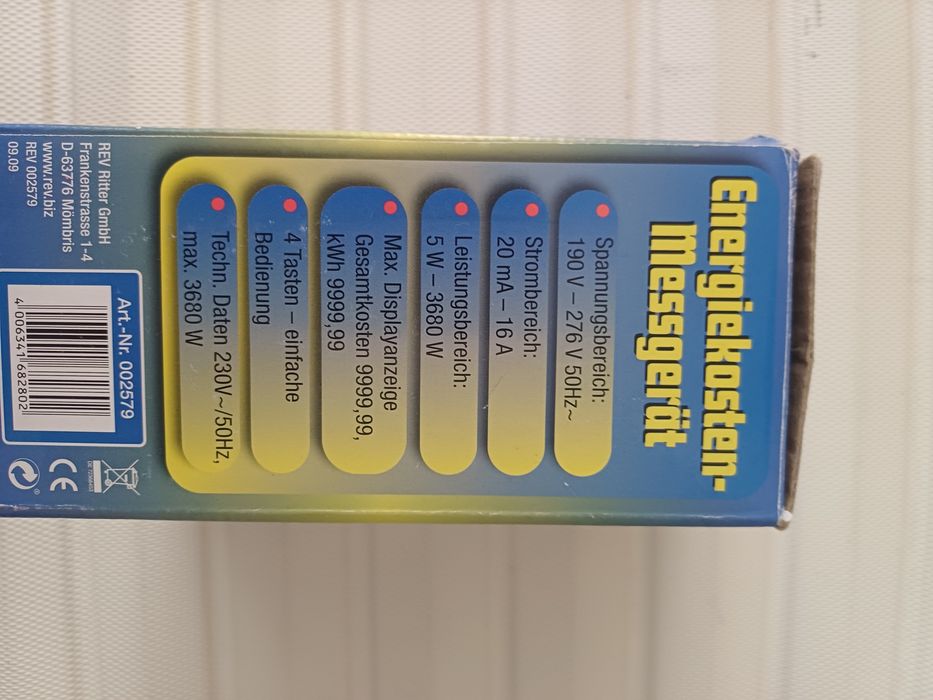 Energiekosten-
Messgerät
Spannungsbereich:
190 V – 276 V 50Hz~
Strombereich:
20 mA – 16 A
Leistungsbereich:
5 W – 3680 W
Max. Displayanzeige
Gesamtkosten 9999,99,
kWh 9999,99
4 Tasten – einfache
Bedienung
Techn. Daten 230V~/50Hz,
max. 3680 W
REV Ritter GmbH
Frankenstrasse 1-4
D-63776 Mömbris
www.rev.biz
REV 002579
09.09
Art.-Nr. 002579
4 006341 682802
CE